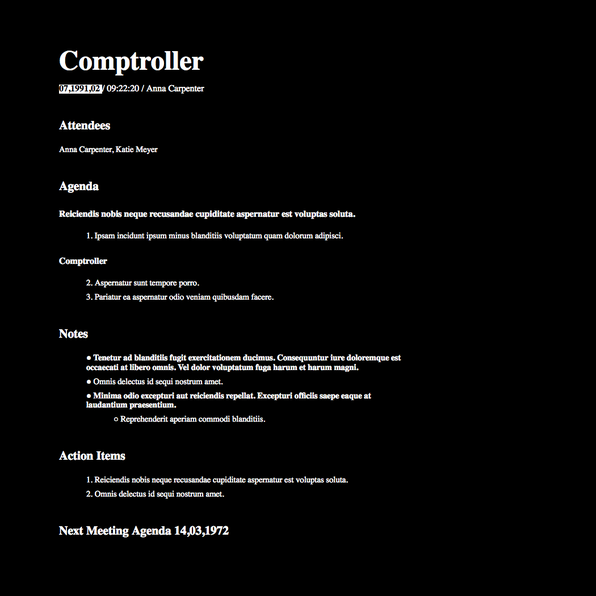 Comptroller
07.1991.02 / 09:22:20 / Anna Carpenter
Attendees
Anna Carpenter, Katie Meyer
Agenda
Reiciendis nobis neque recusandae cupiditate aspernatur est voluptas soluta.
1. Ipsam incidunt ipsum minus blanditiis voluptatum quam dolorum adipisci.
Comptroller
2. Aspernatur sunt tempore porro.
3. Pariatur ea aspernatur odio veniam quibusdam facere.
Notes
● Tenetur ad blanditiis fugit exercitationem ducimus. Consequuntur iure doloremque est
occaecati at libero omnis. Vel dolor voluptatum fuga harum et harum magni.
● Omnis delectus id sequi nostrum amet.
● Minima odio excepturi aut reiciendis repellat. Excepturi officiis saepe eaque at
laudantium praesentium.
○ Reprehenderit aperiam commodi blanditiis.
Action Items
1. Reiciendis nobis neque recusandae cupiditate aspernatur est voluptas soluta.
2. Omnis delectus id sequi nostrum amet.
Next Meeting Agenda 14,03,1972